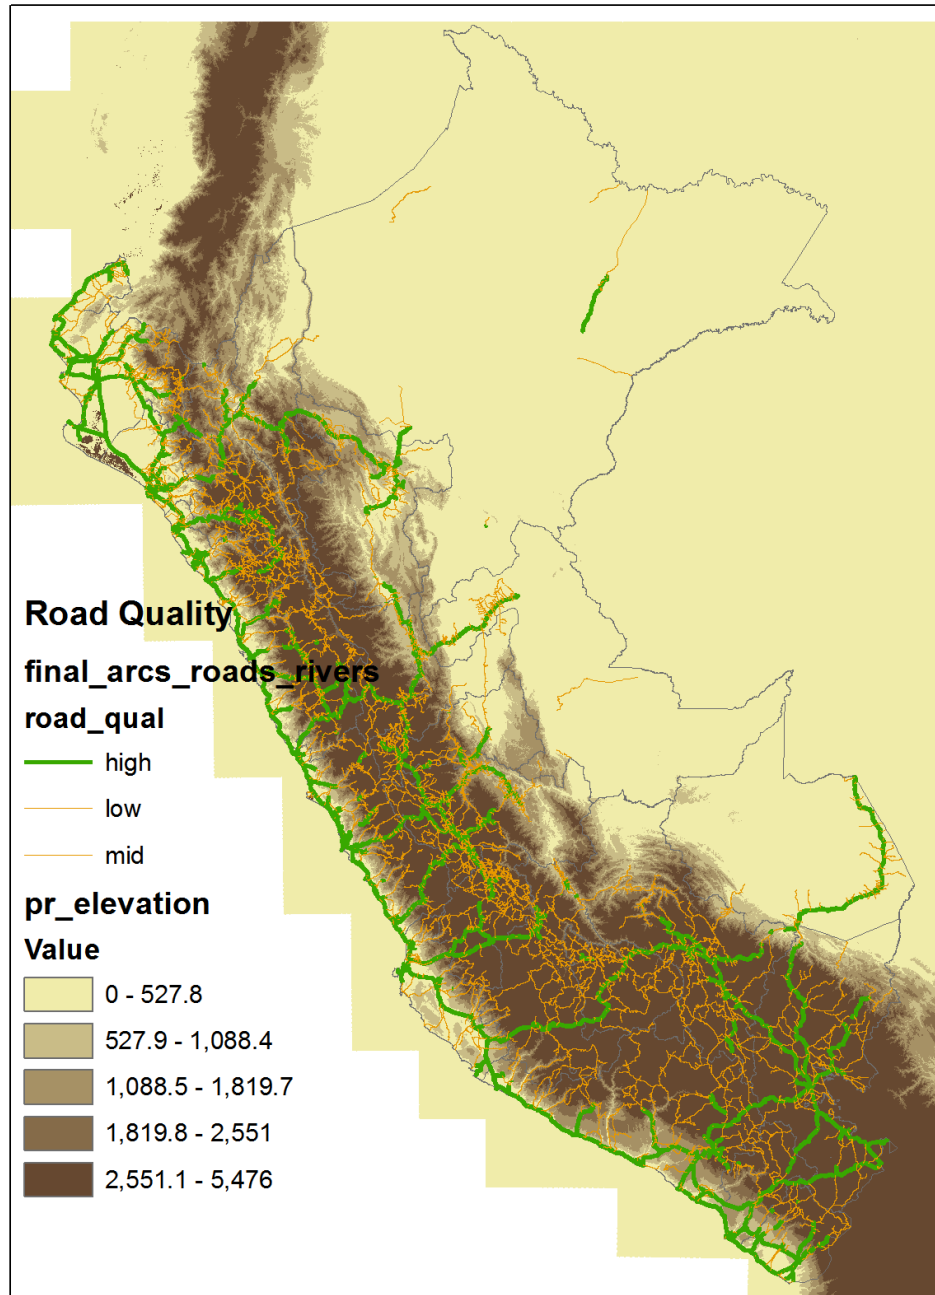 Road Quality
final_arcs_roads_rivers
road_qual
high
low
mid
pr_elevation
Value
0 - 527.8
527.9 - 1,088.4
1,088.5 - 1,819.7
1,819.8 - 2,551
2,551.1 - 5,476